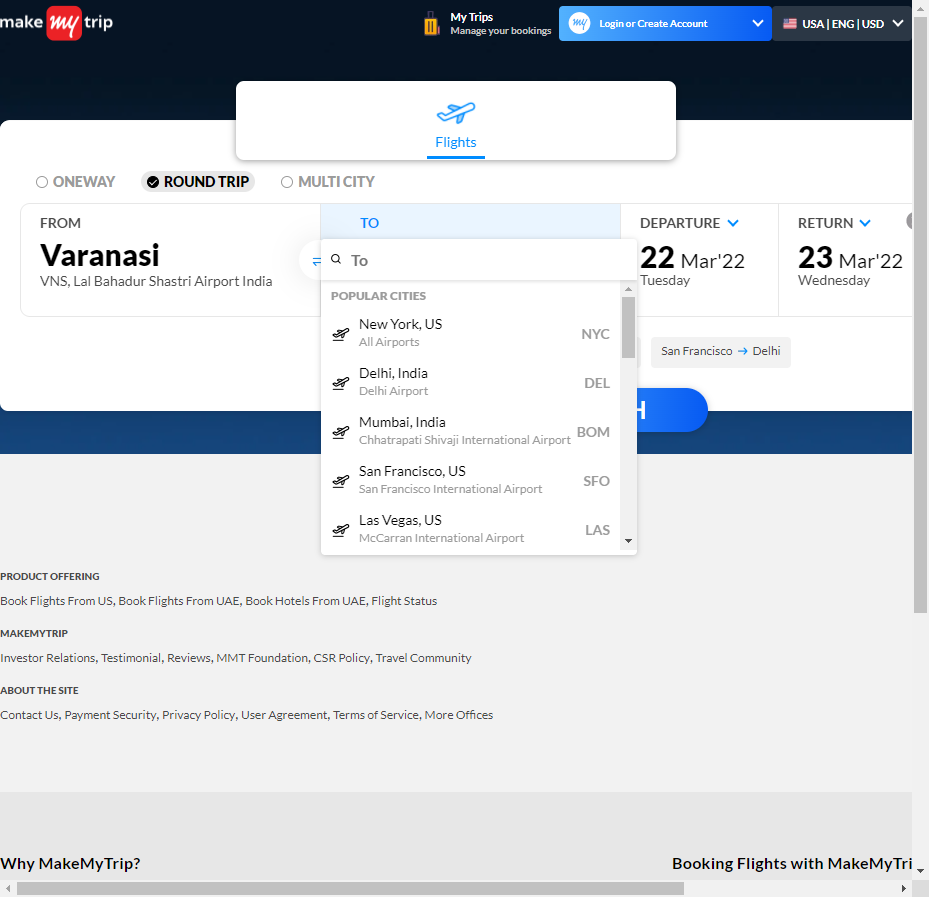 make my trip
My Trips
Manage your bookings
my
Login or Create Account
USA | ENG | USD
Flights
ONEWAY
ROUND TRIP
MULTI CITY
FROM
Varanasi
VNS, Lal Bahadur Shastri Airport India
TO
To
DEPARTURE
22 Mar'22
Tuesday
RETURN
23 Mar'22
Wednesday
POPULAR CITIES
New York, US
All Airports
NYC
Delhi, India
Delhi Airport
DEL
Mumbai, India
Chhatrapati Shivaji International Airport
BOM
San Francisco, US
San Francisco International Airport
SFO
Las Vegas, US
McCarran International Airport
LAS
San Francisco → Delhi
H
PRODUCT OFFERING
Book Flights From US, Book Flights From UAE, Book Hotels From UAE, Flight Status
MAKEMYTRIP
Investor Relations, Testimonial, Reviews, MMT Foundation, CSR Policy, Travel Community
ABOUT THE SITE
Contact Us, Payment Security, Privacy Policy, User Agreement, Terms of Service, More Offices
Why MakeMyTrip?
Booking Flights with MakeMyTri